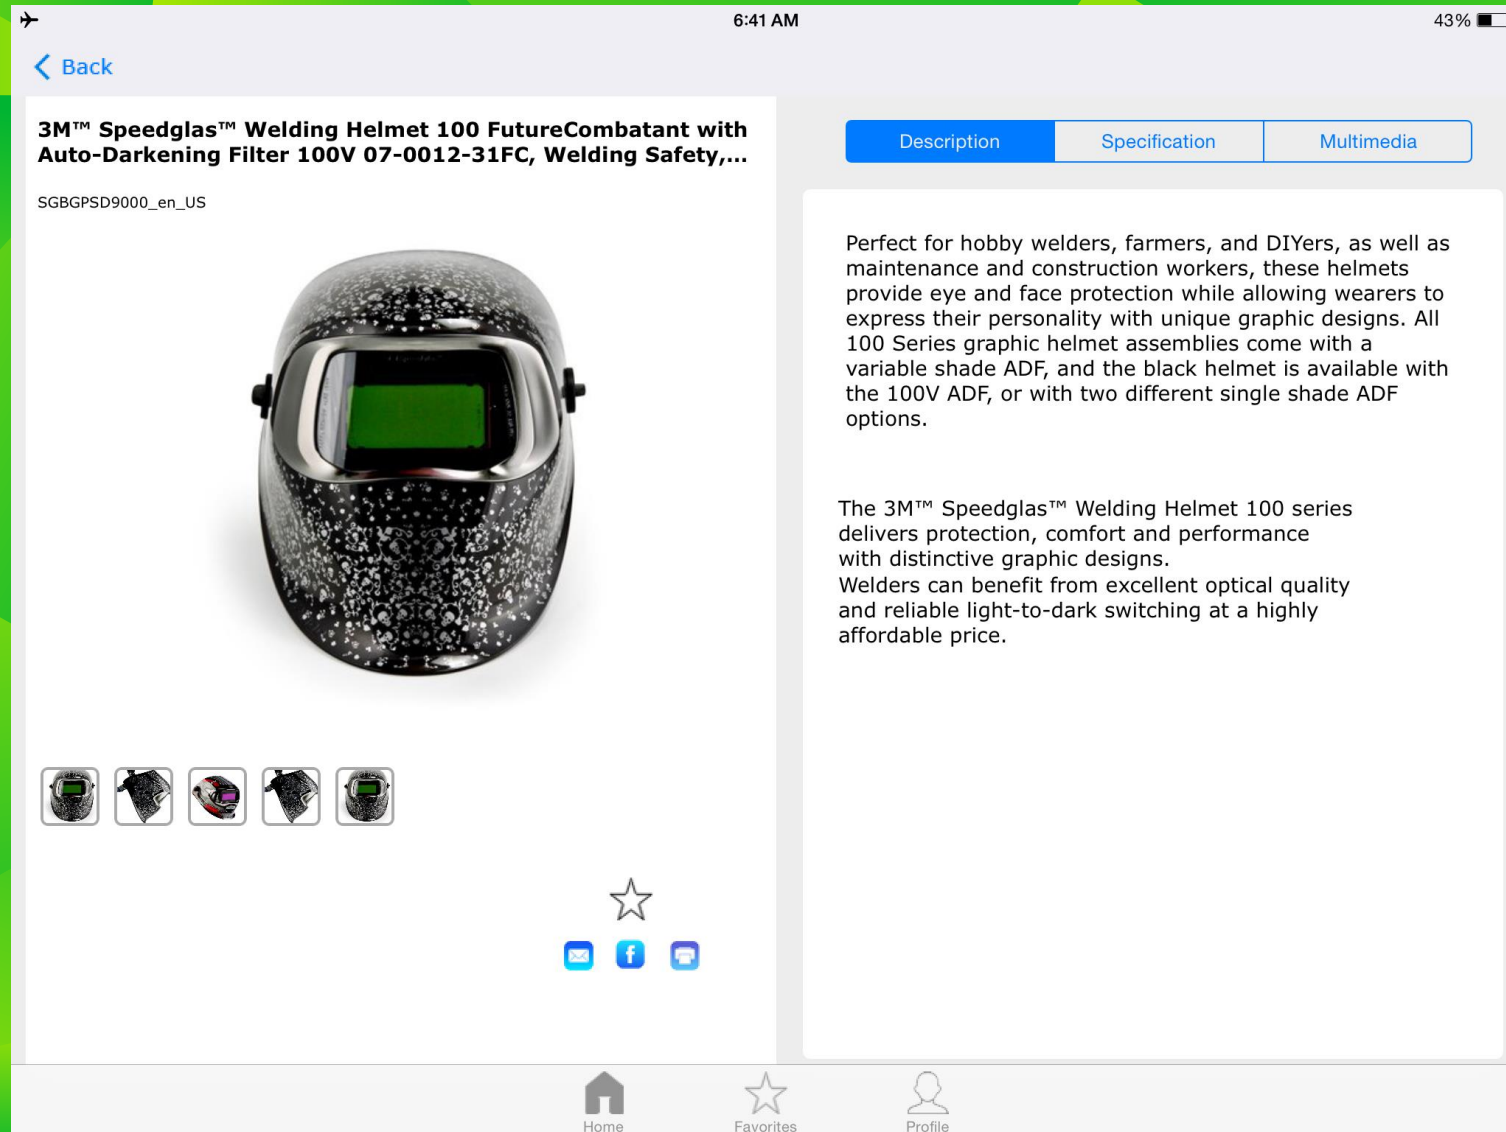 6:41 AM
43%
Back
3M™ Speedglas™ Welding Helmet 100 FutureCombatant with
Auto-Darkening Filter 100V 07-0012-31FC, Welding Safety,...
SGBGPSD9000_en_US
Description
Specification
Multimedia
Perfect for hobby welders, farmers, and DIYers, as well as
maintenance and construction workers, these helmets
provide eye and face protection while allowing wearers to
express their personality with unique graphic designs. All
100 Series graphic helmet assemblies come with a
variable shade ADF, and the black helmet is available with
the 100V ADF, or with two different single shade ADF
options.
The 3M™ Speedglas™ Welding Helmet 100 series
delivers protection, comfort and performance
with distinctive graphic designs.
Welders can benefit from excellent optical quality
and reliable light-to-dark switching at a highly
affordable price.
Home
Favorites
Profile